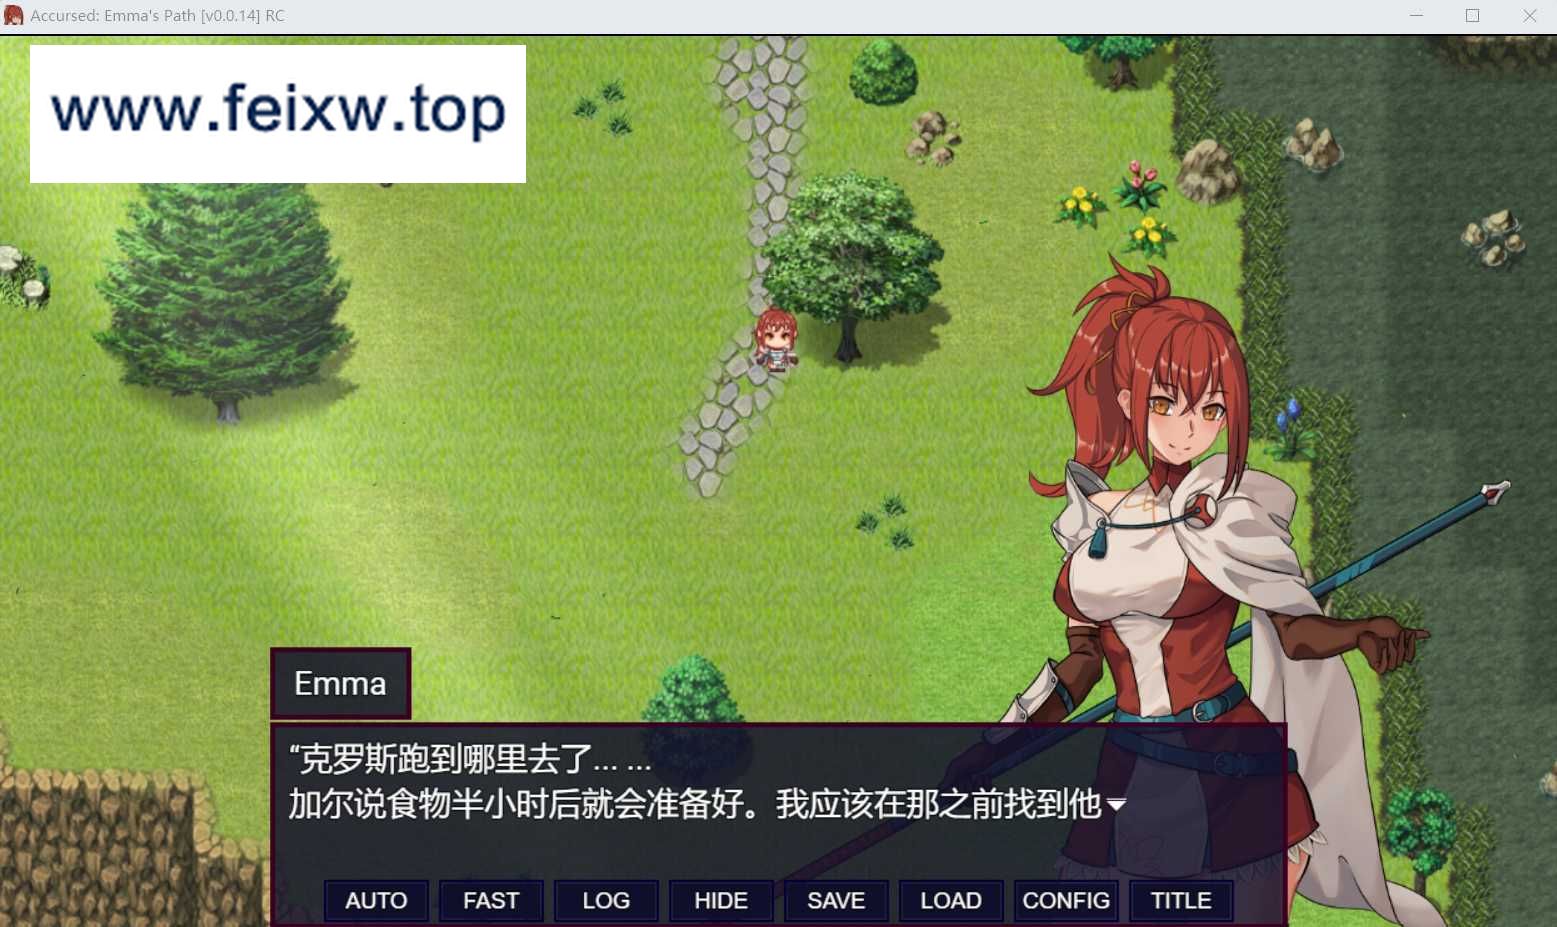 Accursed: Emma's Path [v0.0.14] RC
www.feixw.top
Emma
“克罗斯跑到哪里去了... ...
加尔说食物半小时后就会准备好。我应该在那之前找到他
AUTO FAST LOG HIDE SAVE LOAD CONFIG TITLE